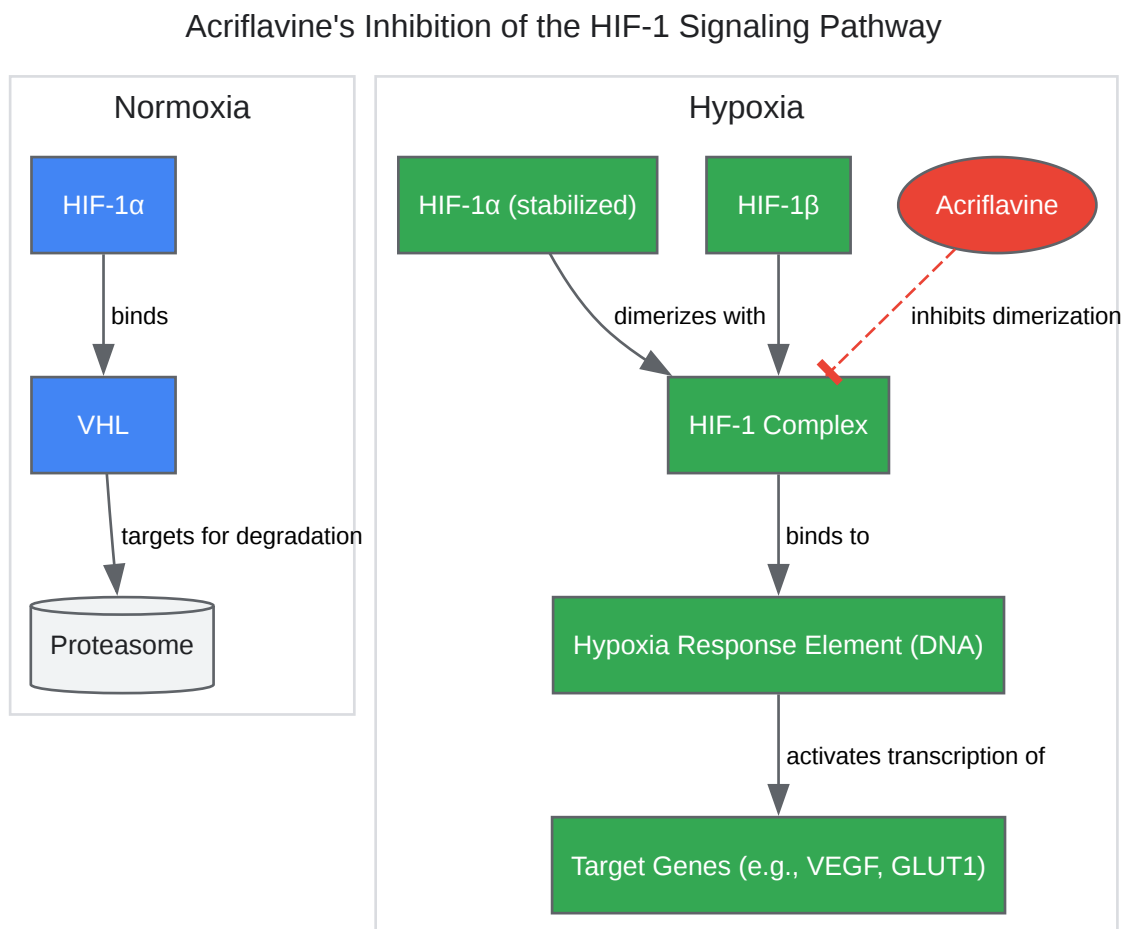 Acriflavine's Inhibition of the HIF-1 Signaling Pathway
Normoxia
HIF-1α
binds
VHL
targets for degradation
Proteasome
Hypoxia
HIF-1α (stabilized)
HIF-1β
Acriflavine
dimerizes with
inhibits dimerization
HIF-1 Complex
binds to
Hypoxia Response Element (DNA)
activates transcription of
Target Genes (e.g., VEGF, GLUT1)